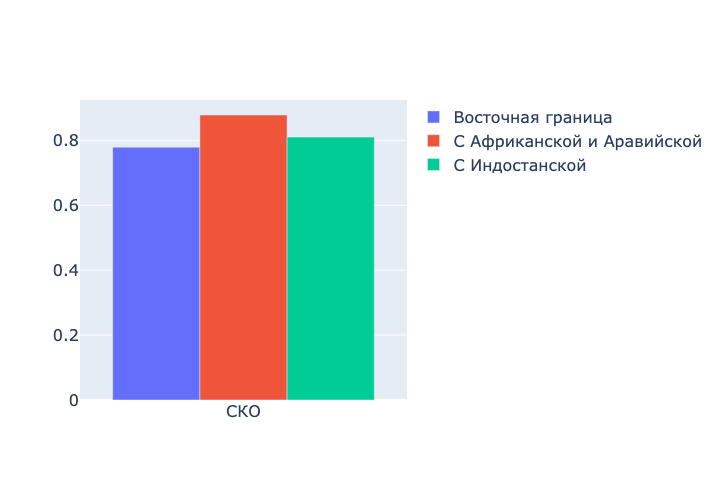 0.8
0.6
0.4
0.2
0
СКО
Восточная граница
С Африканской и Аравийской
С Индостанской